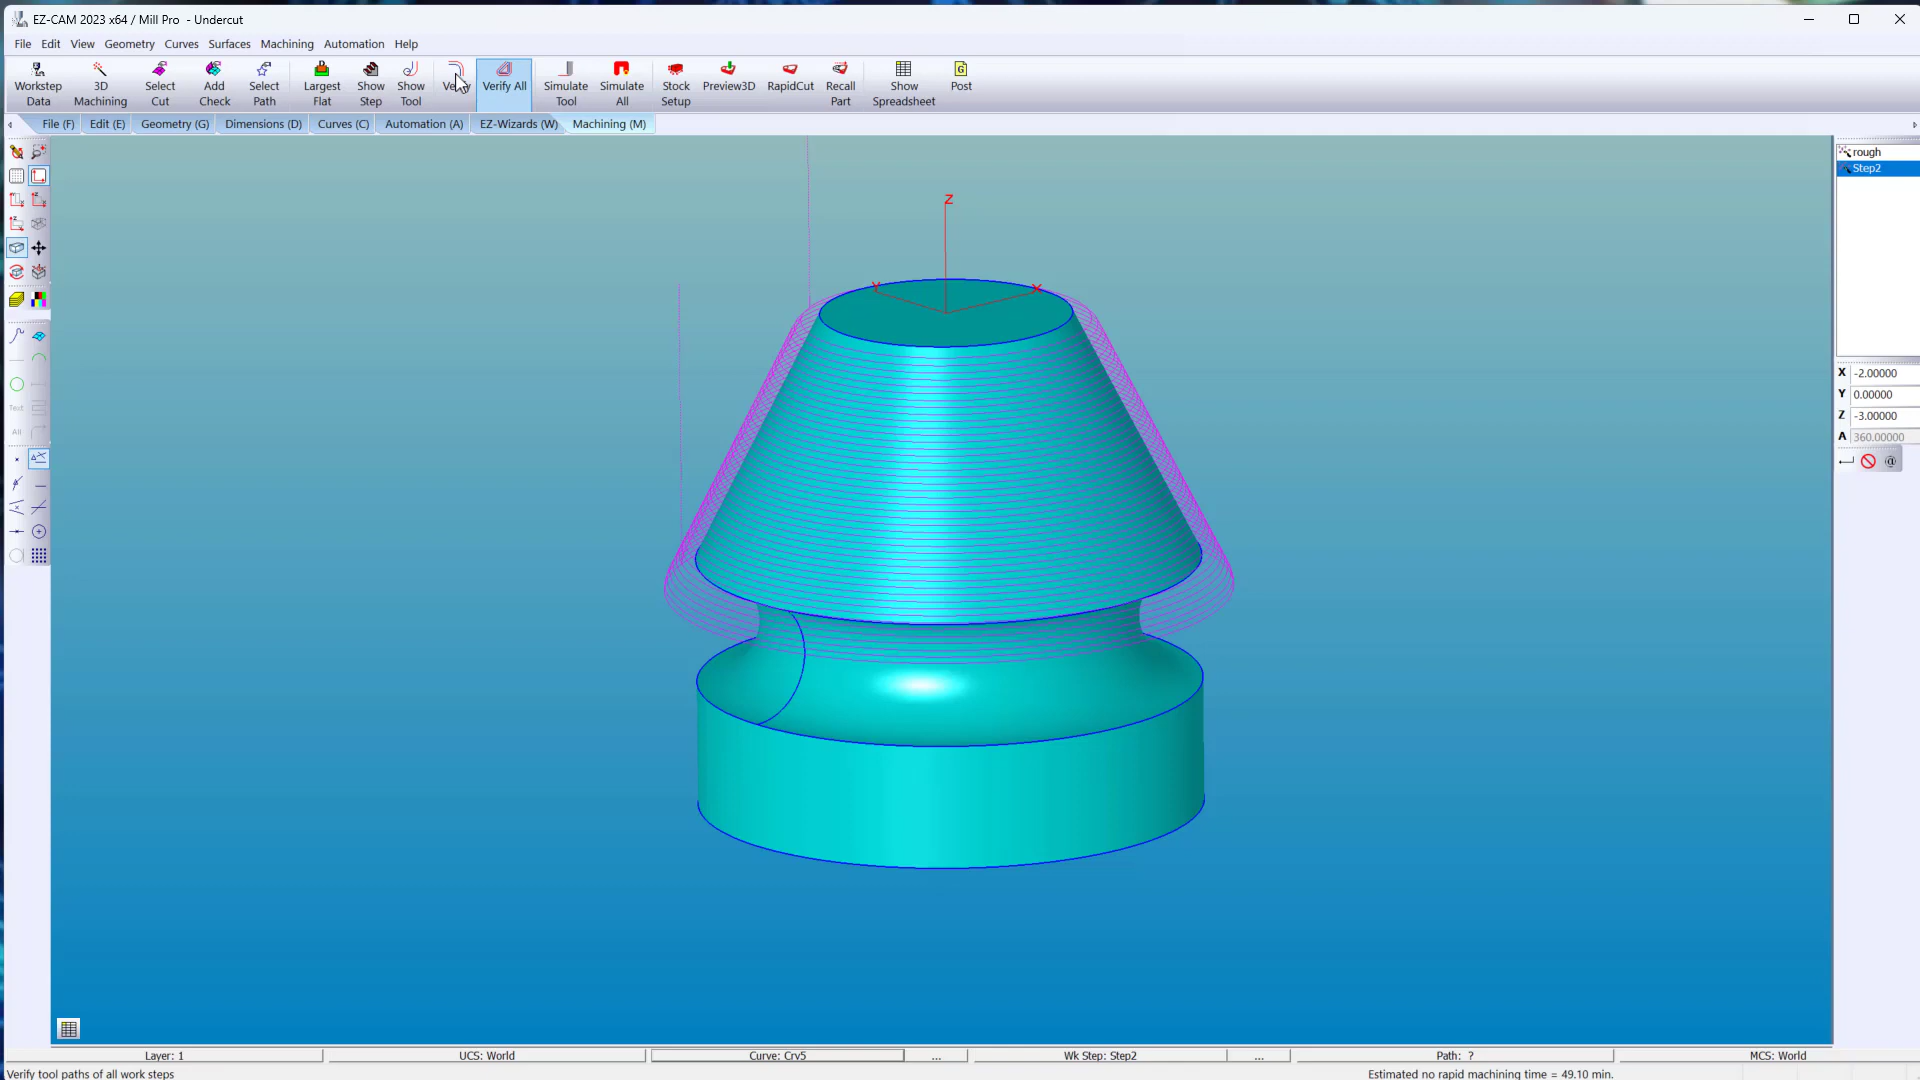 EZ-CAM 2023 x64 / Mill Pro - Undercut
File Edit View Geometry Curves Surfaces Machining Automation Help
Workstep Data
3D Machining
Select Cut
Add Check
Select Path
Largest Flat
Show Step
Show Tool
Verify All
Simulate Tool
Simulate All
Stock Setup
Preview3D
RapidCut
Recall Part
Show Spreadsheet
Post
File (F) Edit (E) Geometry (G) Dimensions (D) Curves (C) Automation (A) EZ-Wizards (W) Machining (M)
rough
Step2
Z
Y
X
X -2.00000
Y 0.00000
Z -3.00000
A 360.00000
@
Text
All
Layer: 1
UCS: World
Curve: Crv5
...
Wk Step: Step2
...
Path: ?
MCS: World
Verify tool paths of all work steps
Estimated no rapid machining time = 49.10 min.